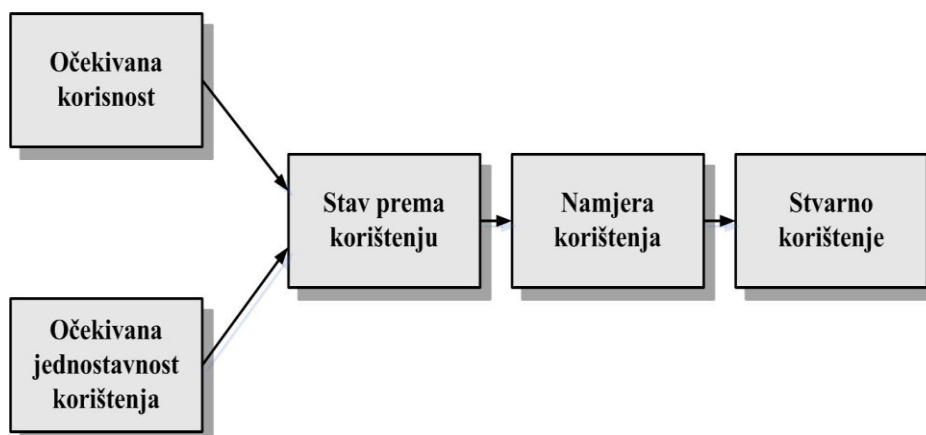 Očekivana
korisnost
Stav prema
korištenju
Namjera
korištenja
Stvarno
korištenje
Očekivana
jednostavnost
korištenja